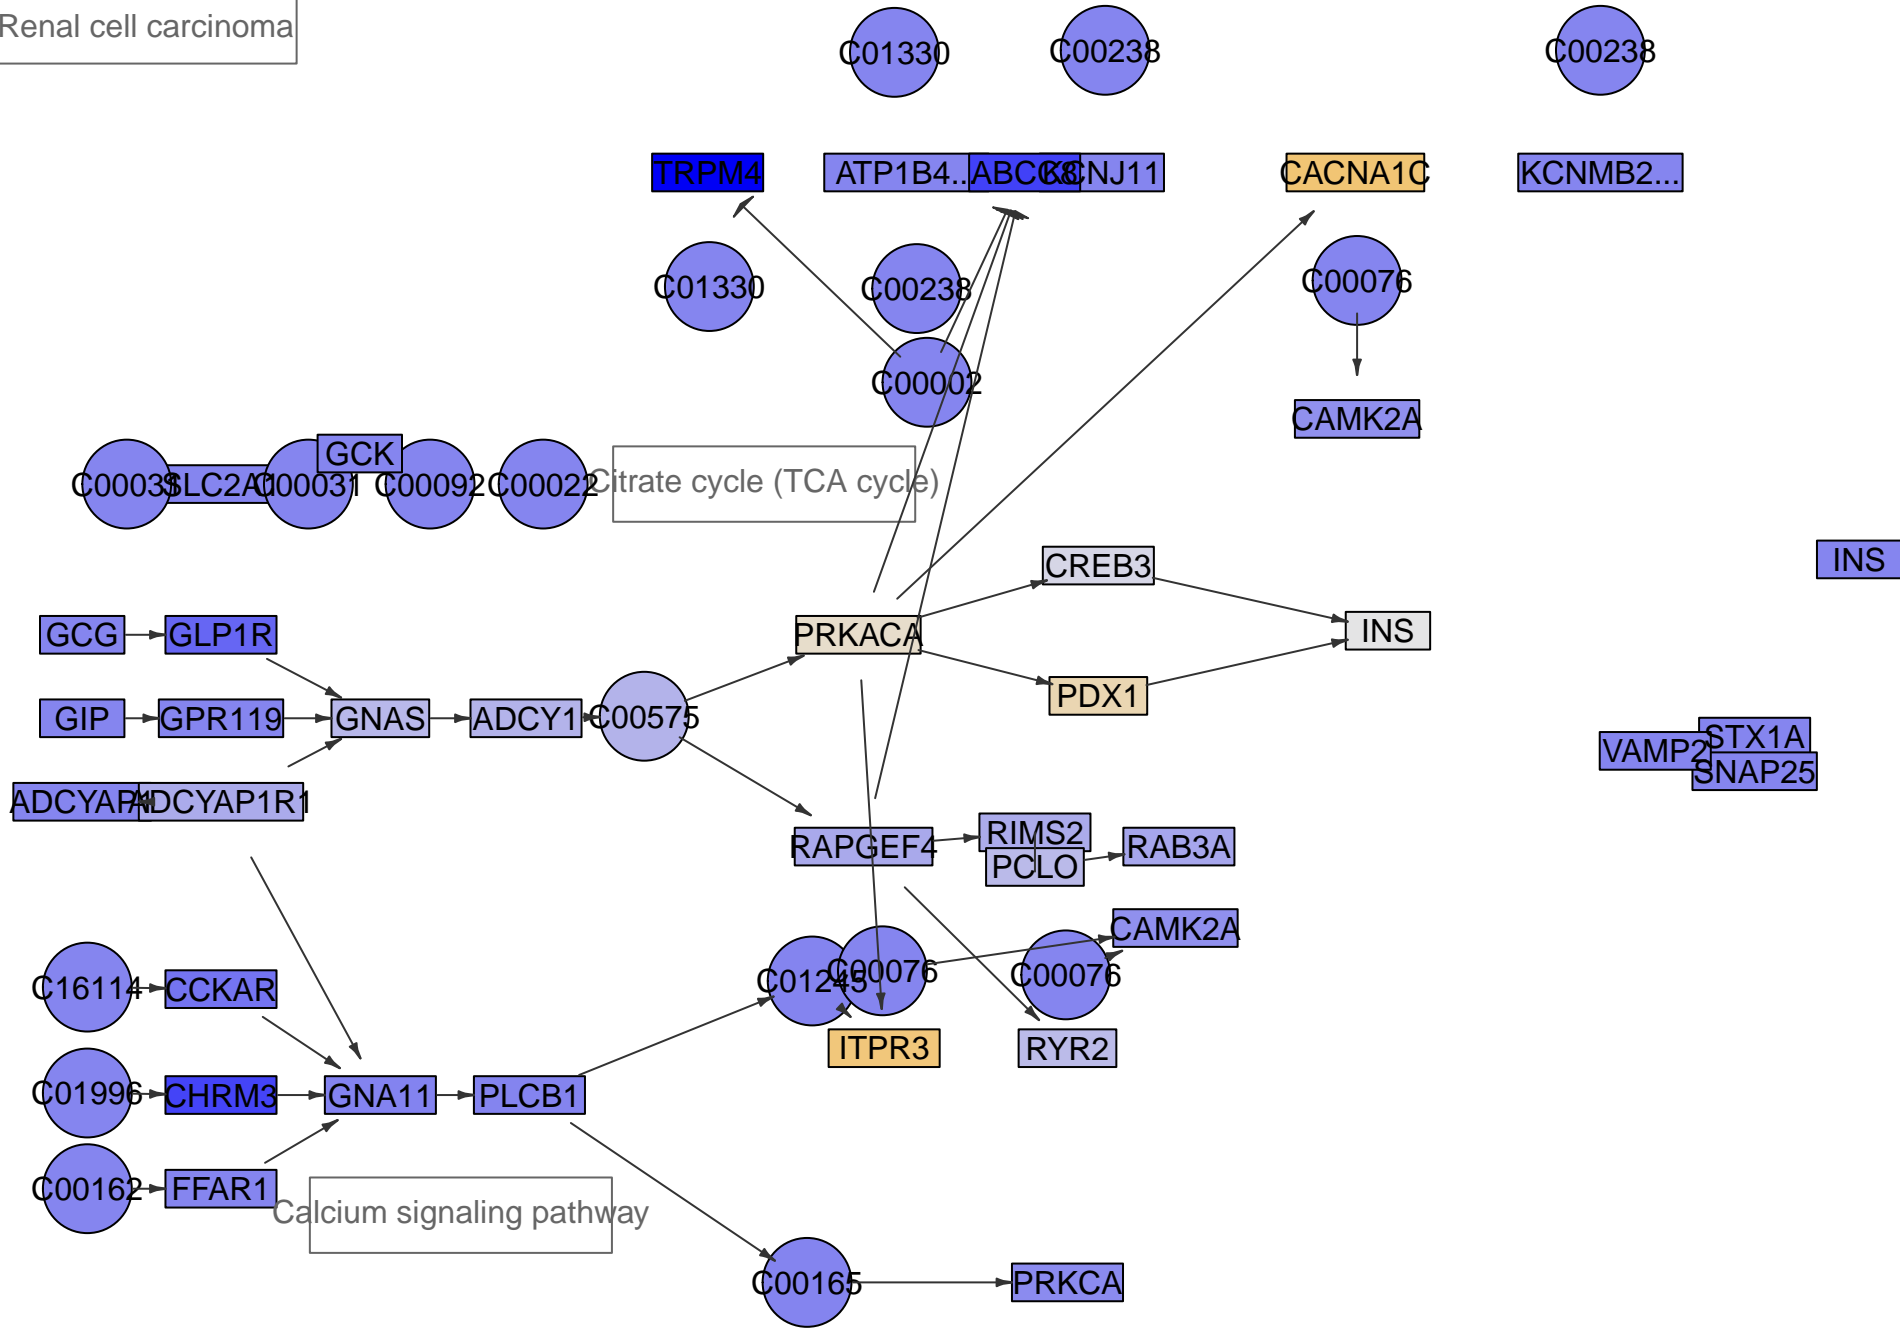 Renal cell carcinoma
C01330
C00238
C00238
TRPM4
ATP1B4...
ABCC8
KCNJ11
CACNA1C
KCNMB2...
C01330
C00238
C00076
C00002
CAMK2A
C00031
SLC2A1
C00031
GCK
C00092
C00022
Citrate cycle (TCA cycle)
CREB3
INS
GCG
GLP1R
PRKACA
INS
PDX1
GIP
GPR119
GNAS
ADCY1
C00575
VAMP2
STX1A
SNAP25
ADCYAP1
ADCYAP1R1
RAPGEF4
RIMS2
PCLO
RAB3A
CAMK2A
C16114
CCKAR
C01245
C00076
C00076
ITPR3
RYR2
C01996
CHRM3
GNA11
PLCB1
C00162
FFAR1
Calcium signaling pathway
C00165
PRKCA